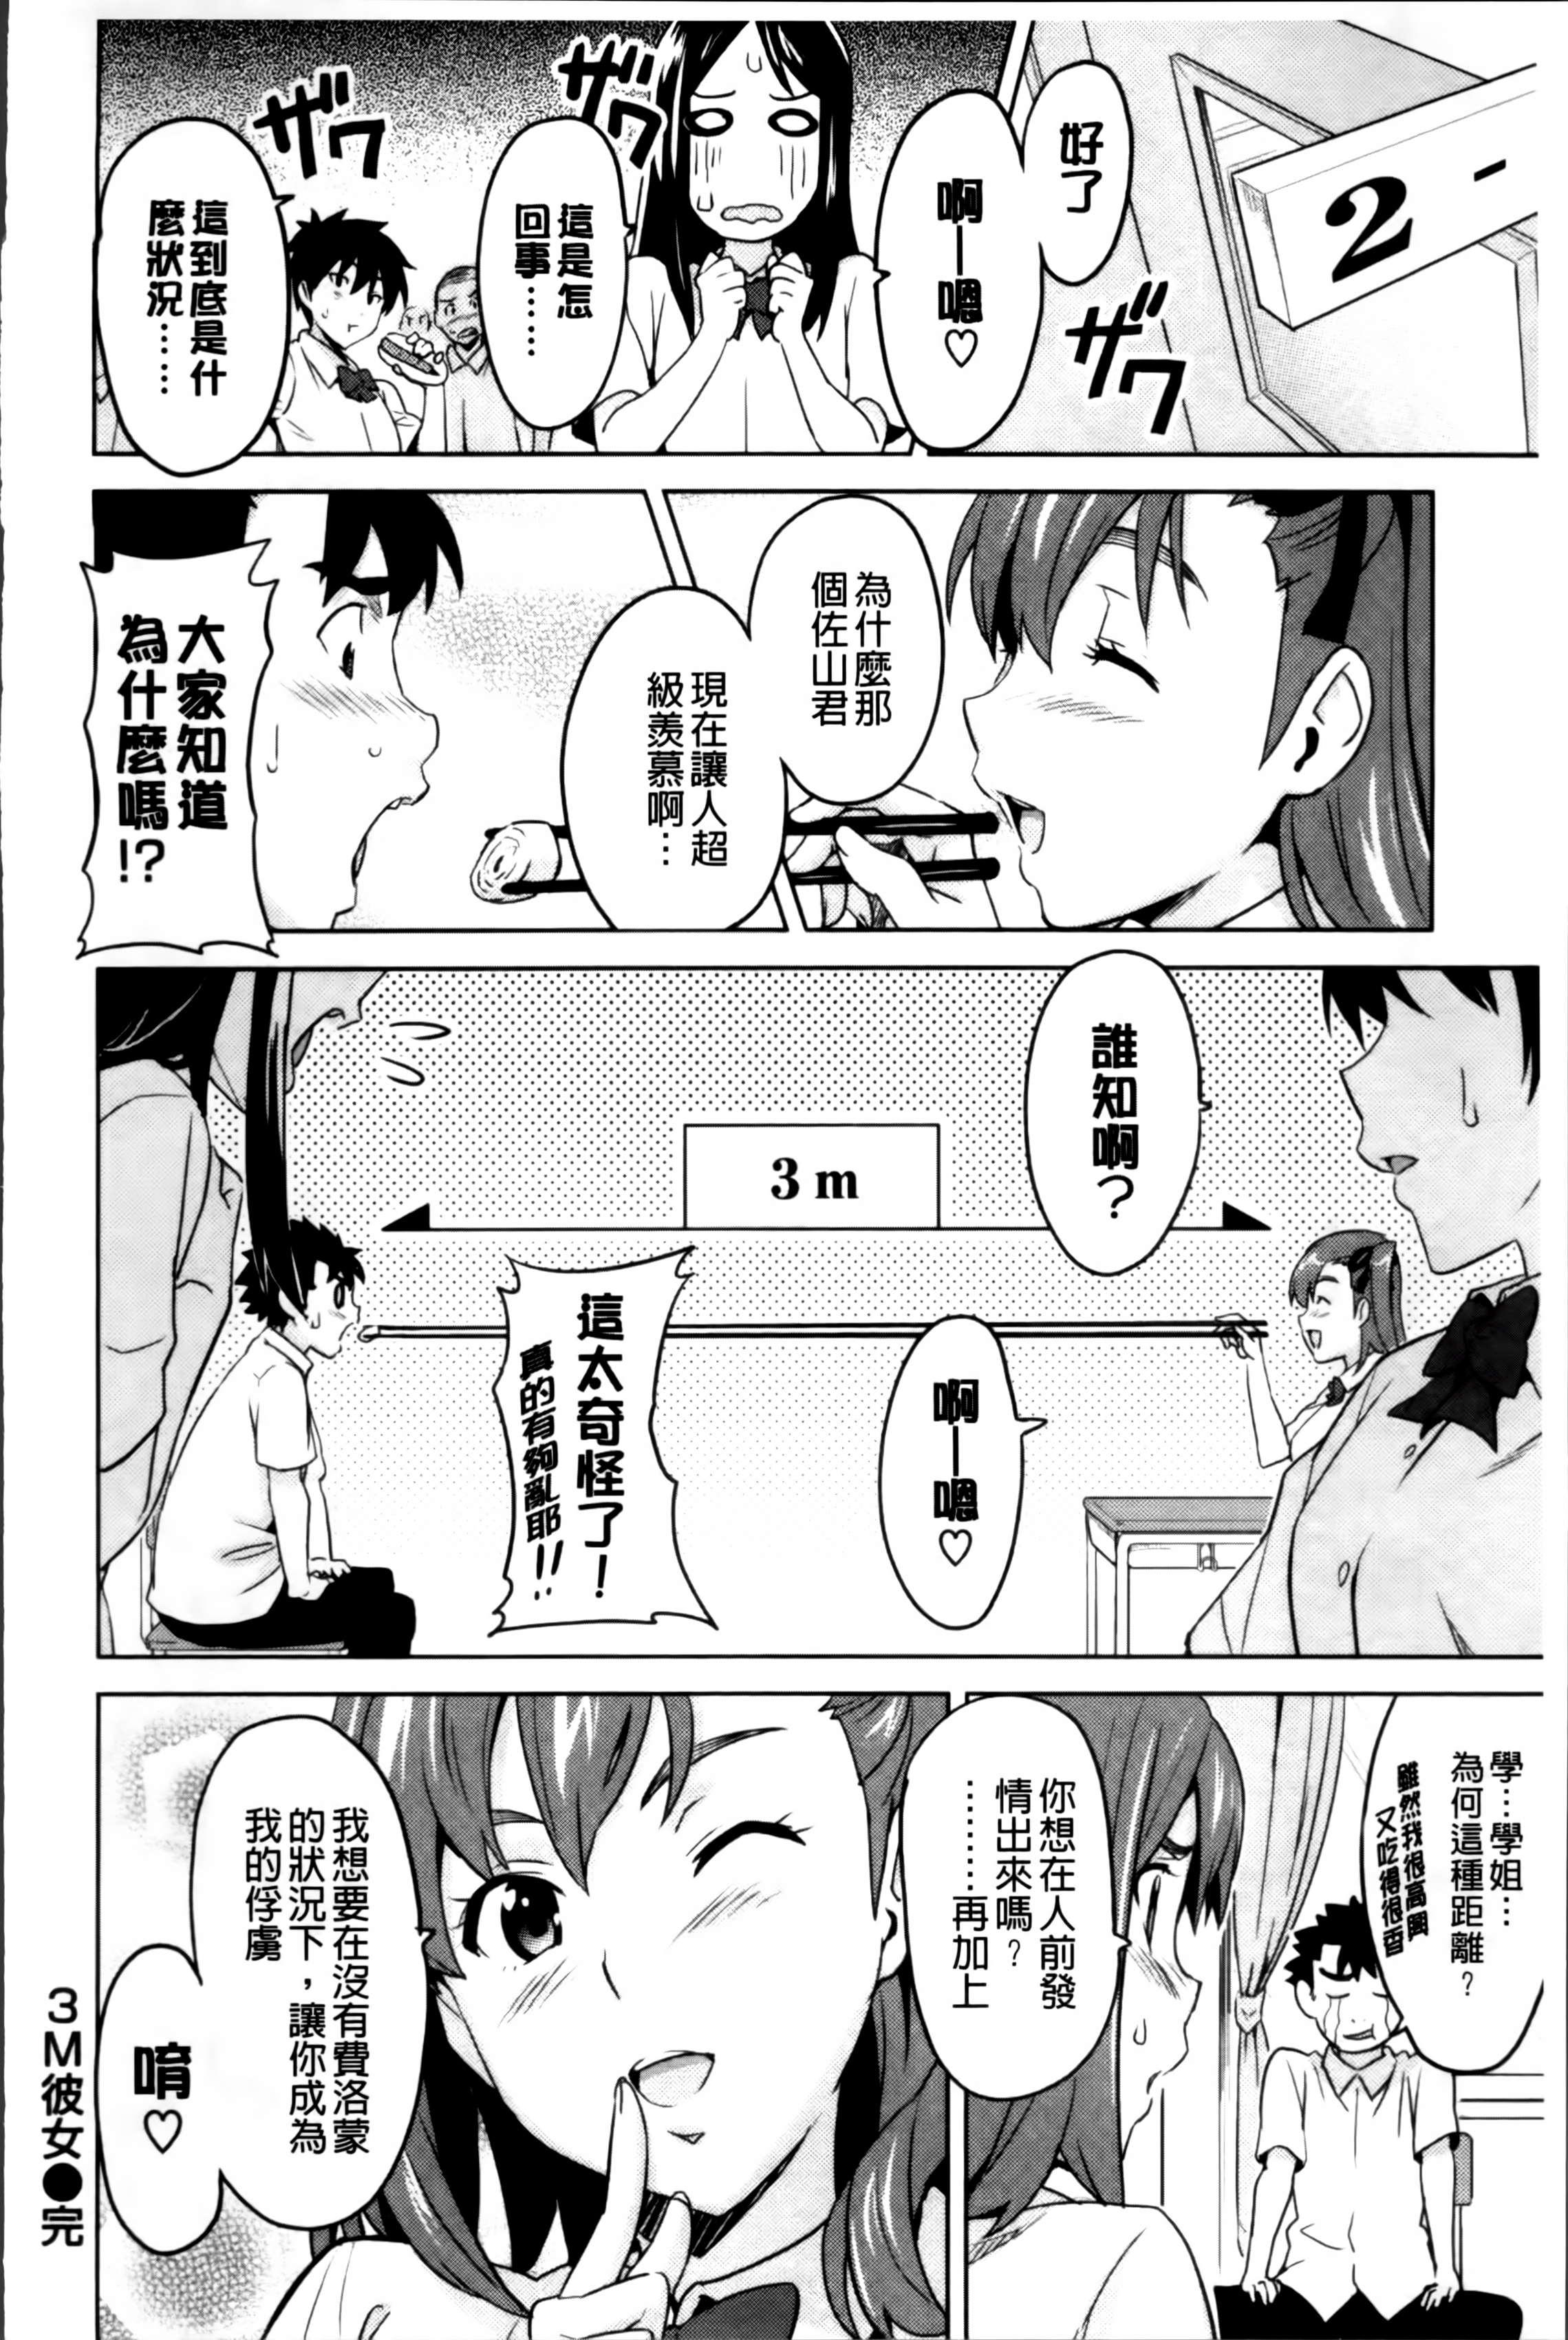 2-
好了
啊—嗯♡
ザワ
ザワ
ザワ
這是怎
回事……
這到底是什
麼狀況……
為什麼那
個佐山君
現在讓人超
級羨慕啊…
大家知道
為什麼嗎!?
誰知啊？
3 m
啊—嗯♡
這太奇怪了！
真的有夠亂耶!!
學…學姐…
為何這種距離？
雖然我很高興
又吃得很香
你想在人前發
情出來嗎？
………再加上
我想要在沒有費洛蒙
的狀況下，讓你成為
我的俘虜
唷♡
3M彼女●完